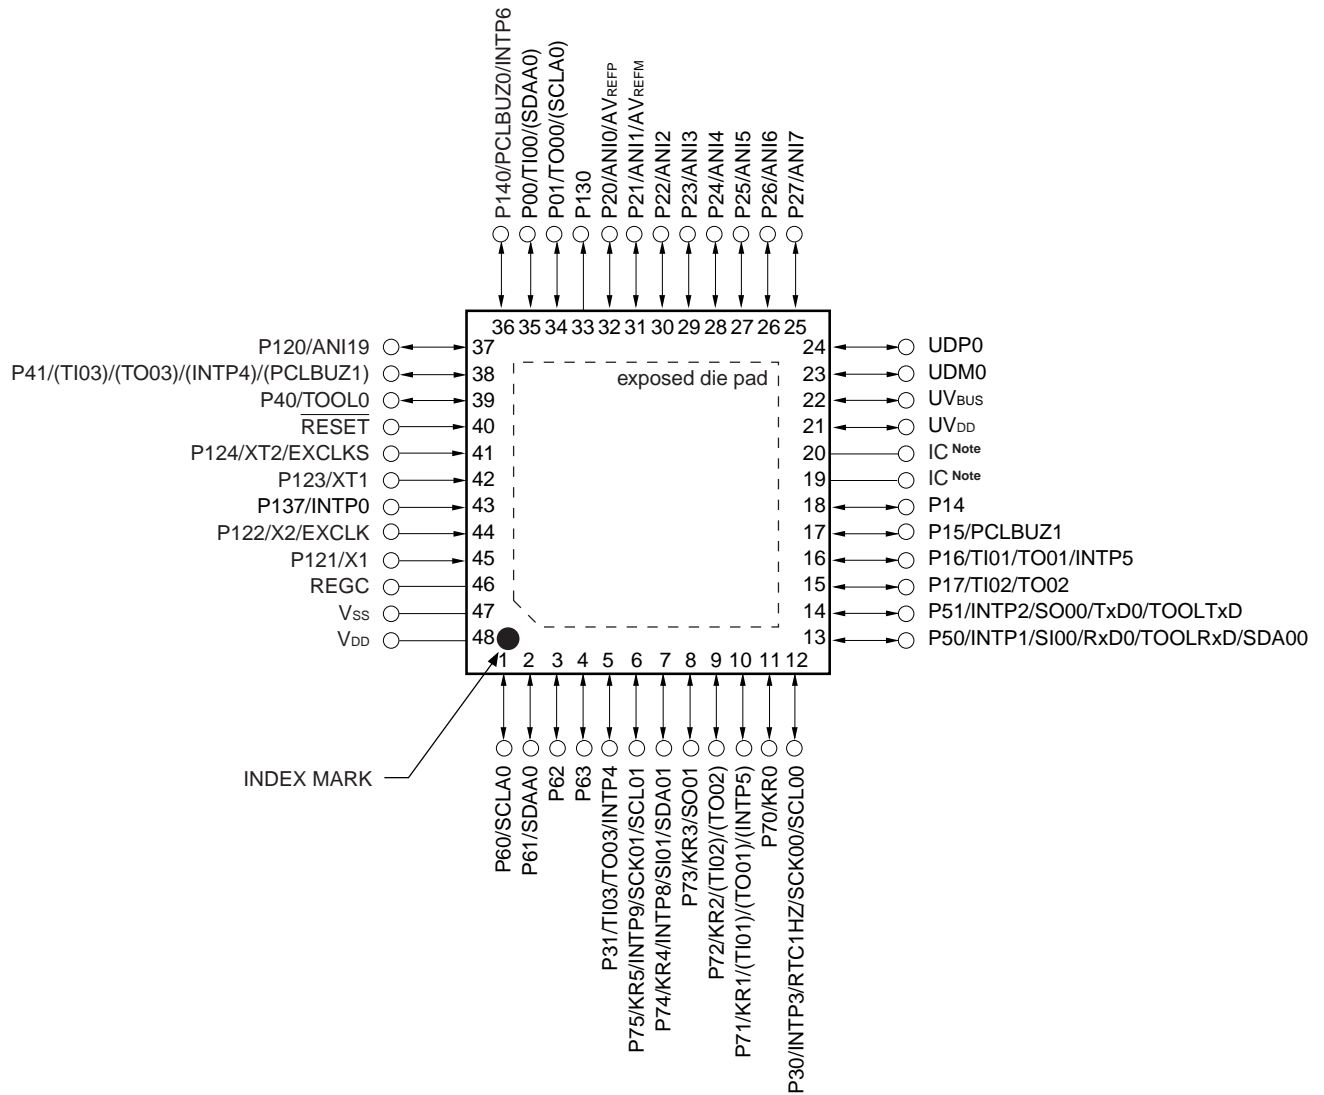 P140/PCLBUZ0/INTP6
P00/TI00/(SDAA0)
P01/TO00/(SCLA0)
P130
P20/ANI0/AVREFP
P21/ANI1/AVREFM
P22/ANI2
P23/ANI3
P24/ANI4
P25/ANI5
P26/ANI6
P27/ANI7
36 35 34 33 32 31 30 29 28 27 26 25
P120/ANI19 37
P41/(TI03)/(TO03)/(INTP4)/(PCLBUZ1) 38
P40/TOOL0 39
RESET 40
P124/XT2/EXCLKS 41
P123/XT1 42
P137/INTP0 43
P122/X2/EXCLK 44
P121/X1 45
REGC 46
VSS 47
VDD 48
exposed die pad
24 UDP0
23 UDM0
22 UVBUS
21 UVDD
20 IC Note
19 IC Note
18 P14
17 P15/PCLBUZ1
16 P16/TI01/TO01/INTP5
15 P17/TI02/TO02
14 P51/INTP2/SO00/TxD0/TOOLTxD
13 P50/INTP1/SI00/RxD0/TOOLRxD/SDA00
1 2 3 4 5 6 7 8 9 10 11 12
INDEX MARK
P60/SCLA0
P61/SDAA0
P62
P63
P31/TI03/TO03/INTP4
P75/KR5/INTP9/SCK01/SCL01
P74/KR4/INTP8/SI01/SDA01
P73/KR3/SO01
P72/KR2/(TI02)/(TO02)
P71/KR1/(TI01)/(TO01)/(INTP5)
P70/KR0
P30/INTP3/RTC1HZ/SCK00/SCL00